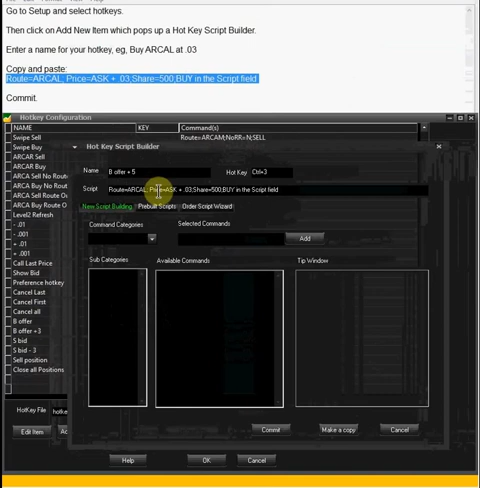 Go to Setup and select hotkeys.
Then click on Add New Item which pops up a Hot Key Script Builder.
Enter a name for your hotkey, eg, Buy ARCAL at .03
Copy and paste:
Route=ARCAL; Price=ASK + .03;Share=500;BUY in the Script field
Commit.
Hotkey Configuration
NAME KEY Command(s)
Swipe Sell Route=ARCAM;NoRR=N;SELL
Swipe Buy
Hot Key Script Builder
ARCAR Sell
ARCAR Buy
Name B offer + 5 Hot Key Ctrl+3
ARCA Sell No Route
ARCA Buy No Rout
Script Route=ARCAL; Price=ASK + .03;Share=500;BUY in the Script field
ARCA Sell Route O
ARCA Buy Route O
New Script Building Prebuilt Scripts Order Script Wizard
Level2 Refresh
- .01
Command Categories Selected Commands
- .001
Add
+ .01
+ .001
Call Last Price
Sub Categories Available Commands Tip Window
Show Bid
Preference hotkey
Cancel Last
Cancel First
Cancel all
B offer
B offer +3
S bid
S bid - 3
Sell position
Close all Positions
HotKey File hotke
Edit Item
Commit Make a copy Cancel
Help OK Cancel